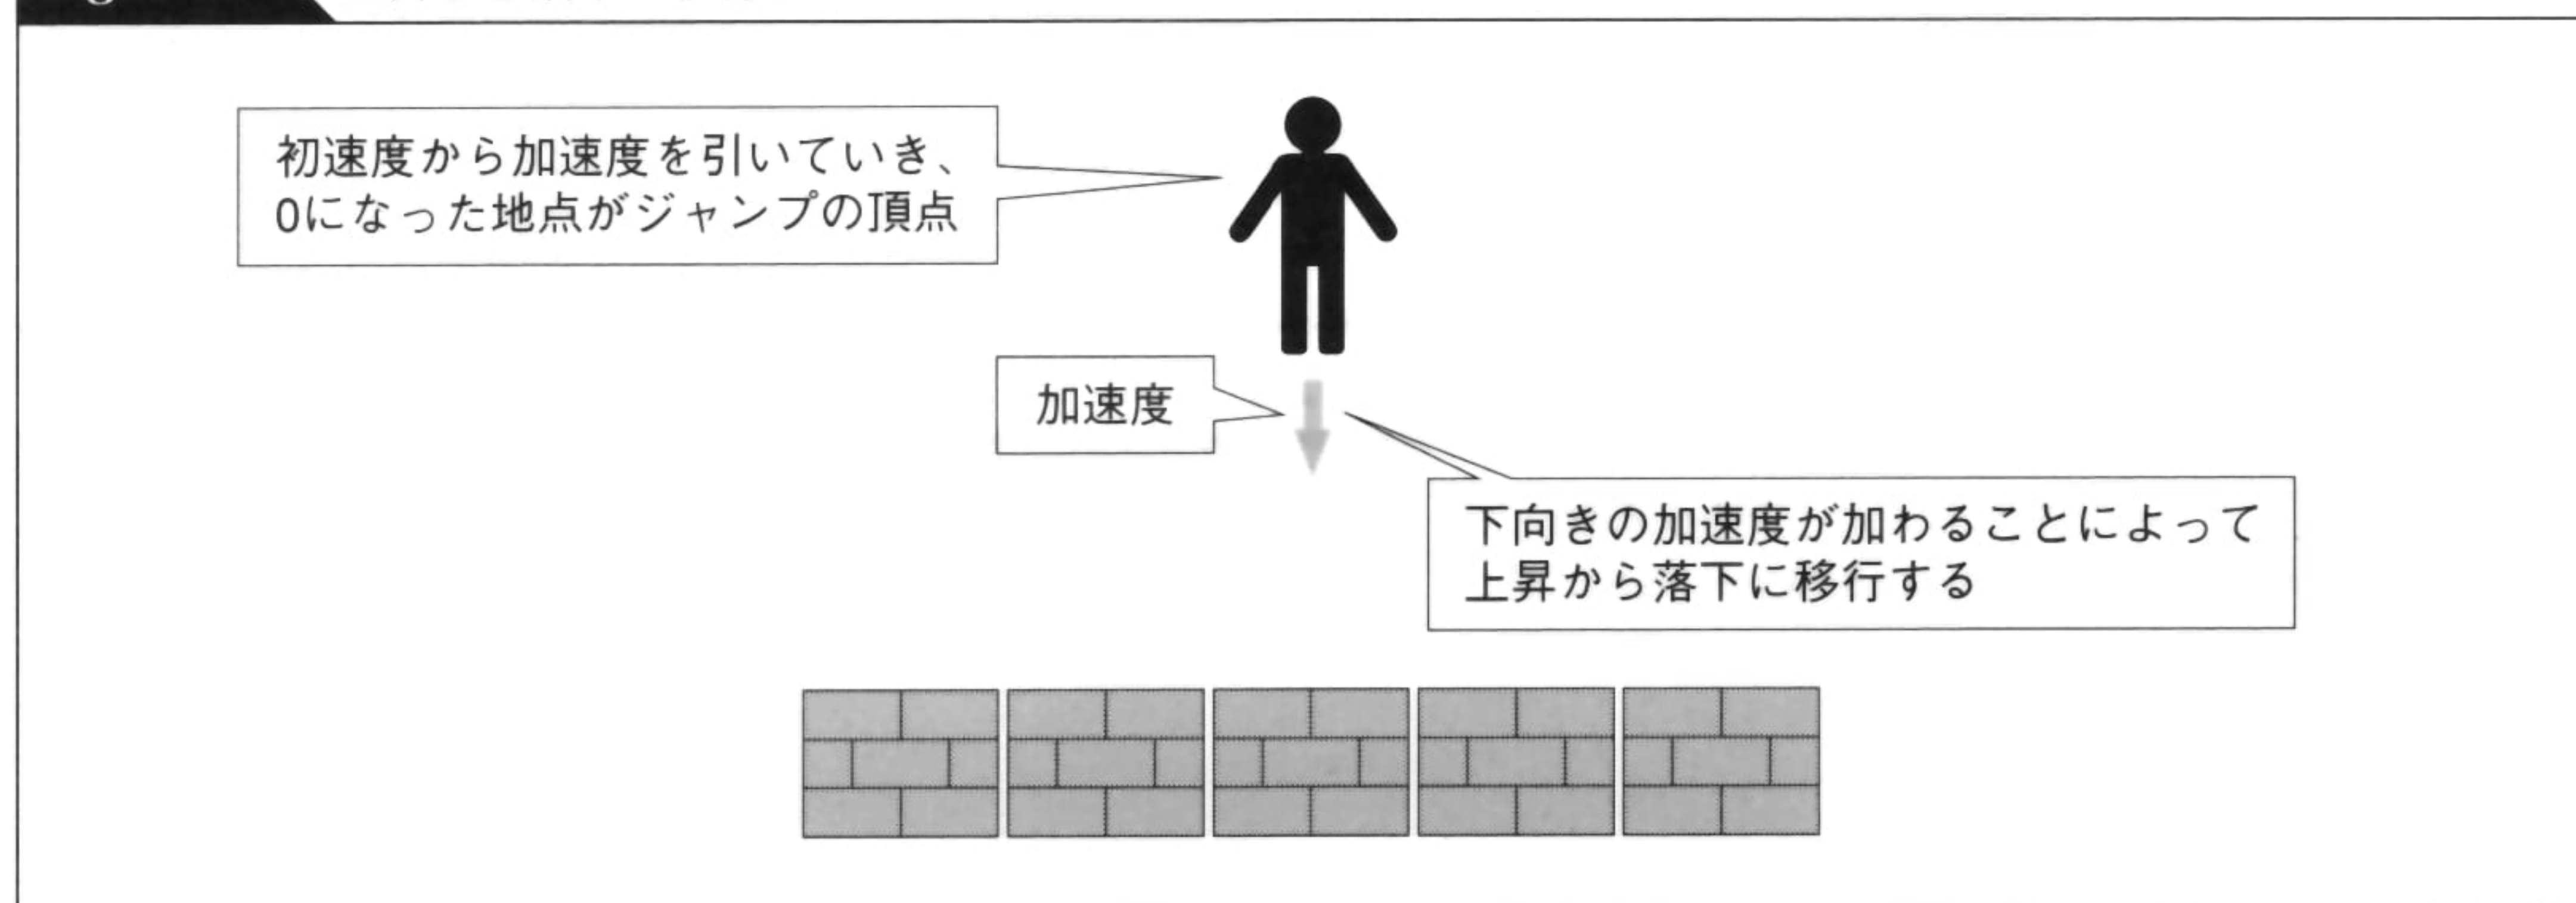 初速度から加速度を引いていき、
0になった地点がジャンプの頂点
加速度
下向きの加速度が加わることによって
上昇から落下に移行する